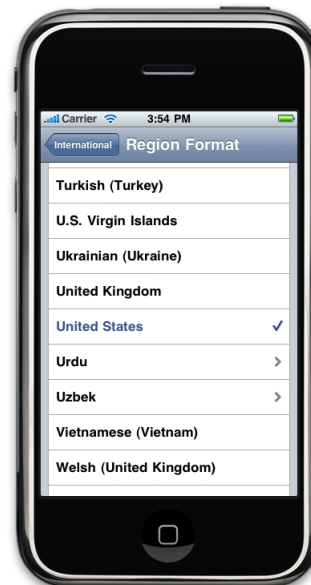 Carrier 3:54 PM
International Region Format
Turkish (Turkey)
U.S. Virgin Islands
Ukrainian (Ukraine)
United Kingdom
United States
Urdu
Uzbek
Vietnamese (Vietnam)
Welsh (United Kingdom)